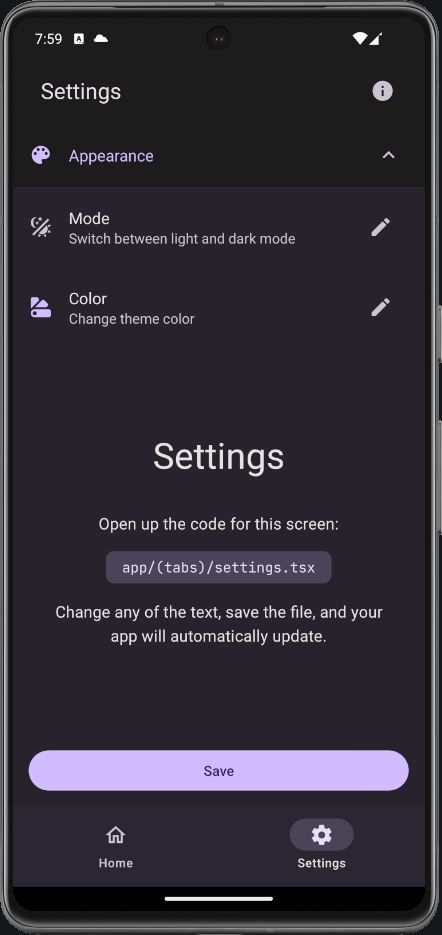 7:59
A
Settings
Appearance
Mode
Switch between light and dark mode
Color
Change theme color
Settings
Open up the code for this screen:
app/(tabs)/settings.tsx
Change any of the text, save the file, and your
app will automatically update.
Save
Home
Settings